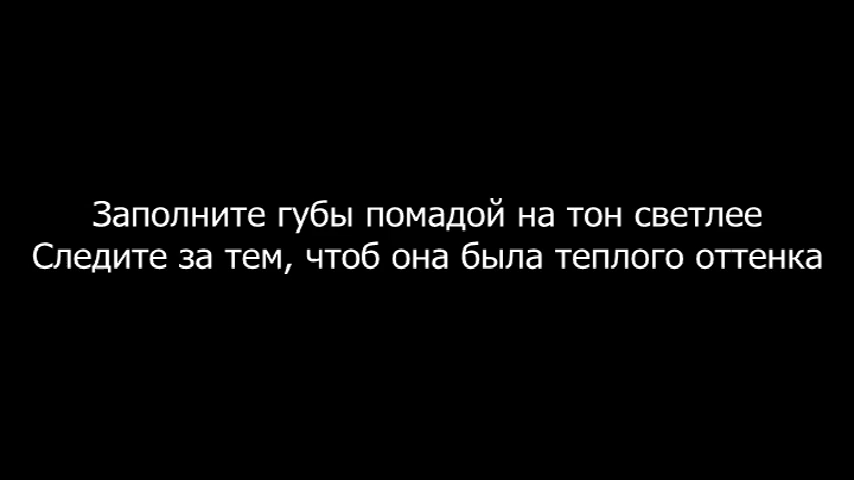 Заполните губы помадой на тон светлее
Следите за тем, чтоб она была теплого оттенка